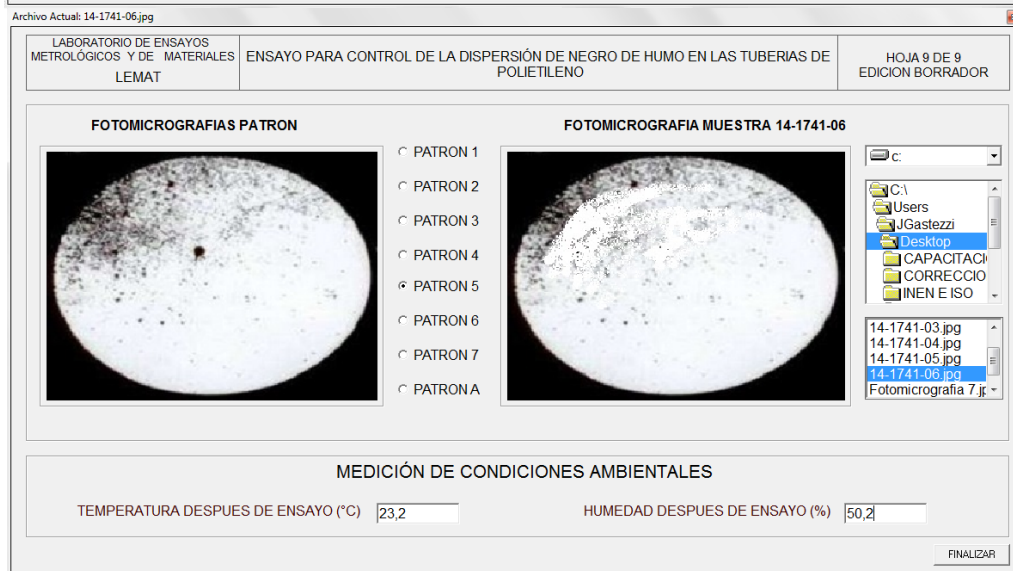 Archivo Actual: 14-1741-06.jpg
LABORATORIO DE ENSAYOS
METROLÓGICOS Y DE MATERIALES
LEMAT
ENSAYO PARA CONTROL DE LA DISPERSIÓN DE NEGRO DE HUMO EN LAS TUBERIAS DE
POLIETILENO
HOJA 9 DE 9
EDICION BORRADOR
FOTOMICROGRAFIAS PATRON
PATRON 1
PATRON 2
PATRON 3
PATRON 4
PATRON 5
PATRON 6
PATRON 7
PATRON A
FOTOMICROGRAFIA MUESTRA 14-1741-06
c:
C:\
Users
JGastezzi
Desktop
CAPACITACI
CORRECCIO
INEN E ISO
14-1741-03.jpg
14-1741-04.jpg
14-1741-05.jpg
14-1741-06.jpg
Fotomicrografia 7.jp
MEDICIÓN DE CONDICIONES AMBIENTALES
TEMPERATURA DESPUES DE ENSAYO (°C) 23,2
HUMEDAD DESPUES DE ENSAYO (%) 50,2
FINALIZAR